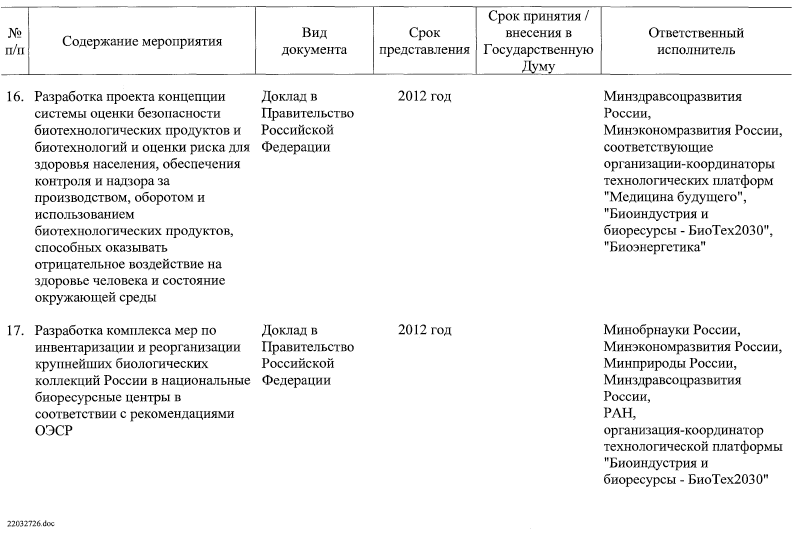 № п/п
Содержание мероприятия
Вид документа
Срок представления
Срок принятия / внесения в Государственную Думу
Ответственный исполнитель
16.
Разработка проекта концепции
системы оценки безопасности
биотехнологических продуктов и
биотехнологий и оценки риска для
здоровья населения, обеспечения
контроля и надзора за
производством, оборотом и
использованием
биотехнологических продуктов,
способных оказывать
отрицательное воздействие на
здоровье человека и состояние
окружающей среды
Доклад в
Правительство
Российской
Федерации
2012 год
Минздравсоцразвития
России,
Минэкономразвития России,
соответствующие
организации-координаторы
технологических платформ
"Медицина будущего",
"Биоиндустрия и
биоресурсы - БиоТех2030",
"Биоэнергетика"
17.
Разработка комплекса мер по
инвентаризации и реорганизации
крупнейших биологических
коллекций России в национальные
биоресурсные центры в
соответствии с рекомендациями
ОЭСР
Доклад в
Правительство
Российской
Федерации
2012 год
Минобрнауки России,
Минэкономразвития России,
Минприроды России,
Минздравсоцразвития
России,
РАН,
организация-координатор
технологической платформы
"Биоиндустрия и
биоресурсы - БиоТех2030"
22032726.doc